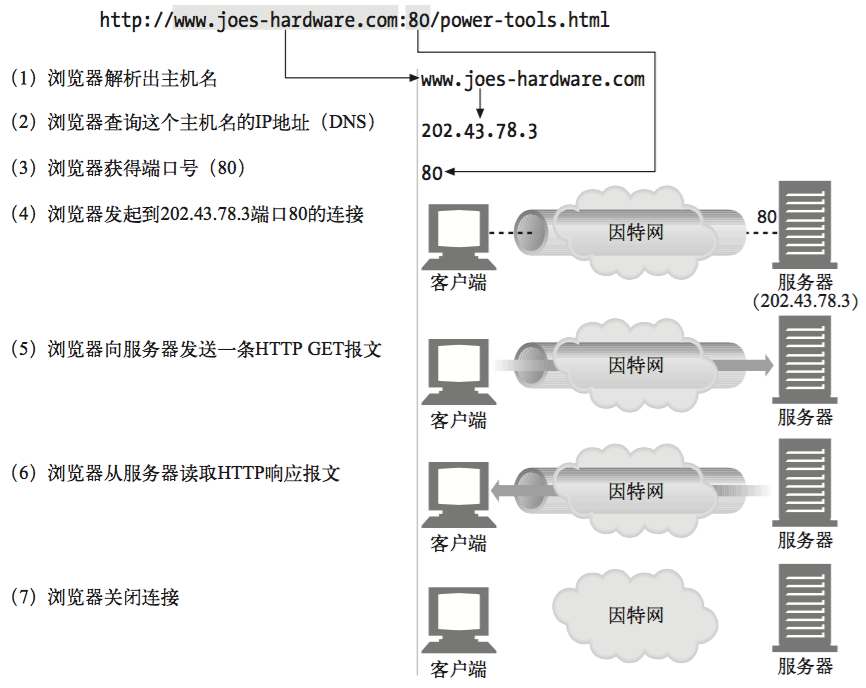 http://www.joes-hardware.com:80/power-tools.html
（1）浏览器解析出主机名
www.joes-hardware.com
（2）浏览器查询这个主机名的IP地址（DNS）
202.43.78.3
（3）浏览器获得端口号（80）
80
（4）浏览器发起到202.43.78.3端口80的连接
因特网
80
客户端
服务器
（202.43.78.3）
（5）浏览器向服务器发送一条HTTP GET报文
因特网
客户端
服务器
（6）浏览器从服务器读取HTTP响应报文
因特网
客户端
服务器
（7）浏览器关闭连接
因特网
客户端
服务器